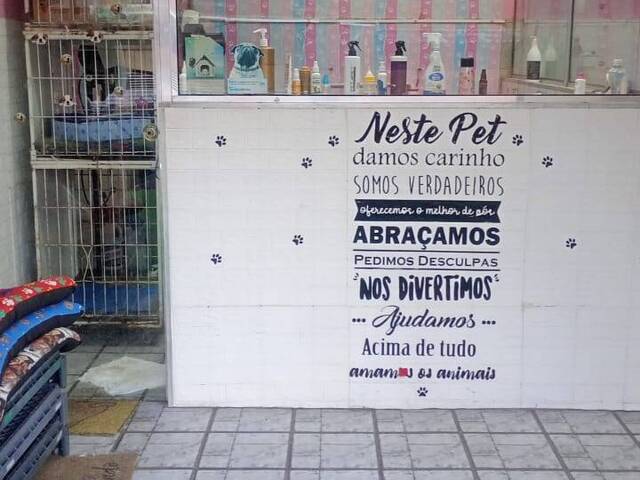 Neste Pet
damos carinho
SOMOS VERDADEIROS
oferecemos o melhor de nós
ABRAÇAMOS
PEDIMOS DESCULPAS
NOS DIVERTIMOS
... Ajudamos ...
Acima de tudo
amamos os animais